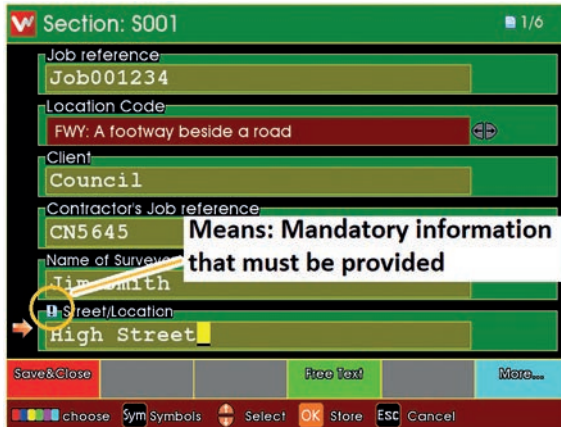 Section: S001
1/6
Job reference
Job001234
Location Code
FWY: A footway beside a road
Client
Council
Contractor's Job reference
CN5645
Means: Mandatory information
that must be provided
Name of Surveyo
Jim Smith
! Street/Location
High Street
Save&Close Free Text More...
choose Sym Symbols Select OK Store ESC Cancel